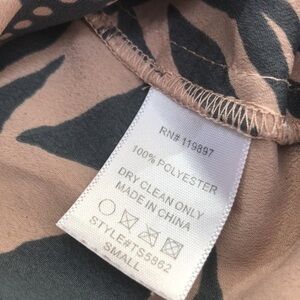 RN# 119897
100% POLYESTER
DRY CLEAN ONLY
MADE IN CHINA
STYLE#TS5862
SMALL